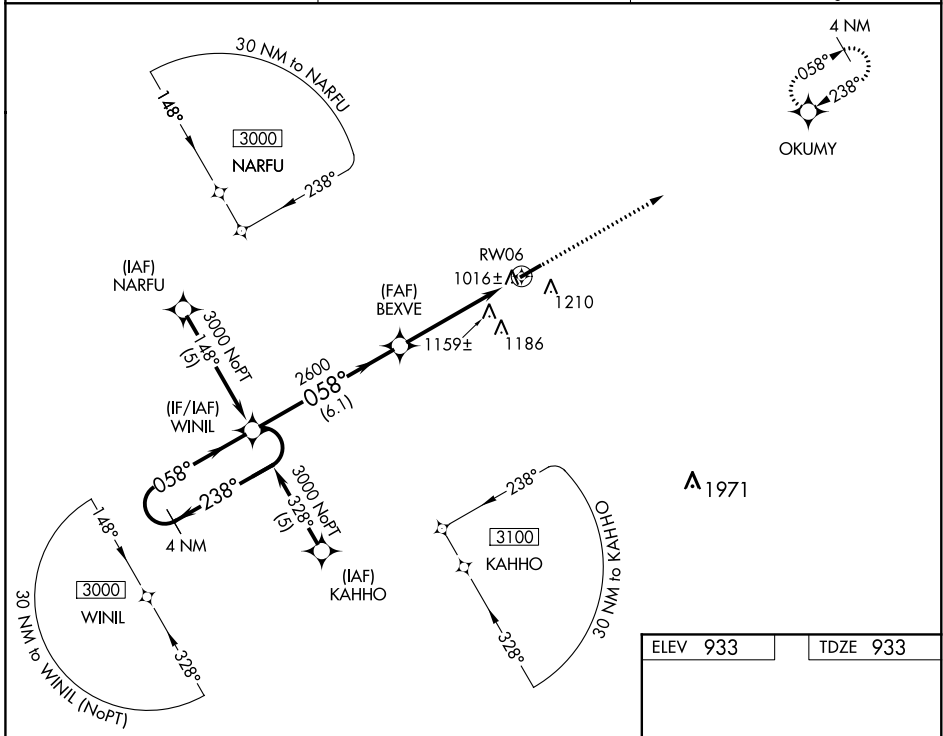 4 NM
058°
238°
OKUMY
30 NM to NARFU
148°
3000
NARFU
238°
RW06
1016±
1210
(FAF)
BEXVE
1159±
1186
(IAF)
NARFU
3000 NoPT
148°
(5)
2600
058°
(6.1)
(IF/IAF)
WINIL
058°
238°
4 NM
3000 NoPT
328°
(5)
(IAF)
KAHHO
1971
238°
3100
KAHHO
328°
30 NM to KAHHO
148°
3000
WINIL
328°
30 NM to WINIL (NoPT)
ELEV 933
TDZE 933